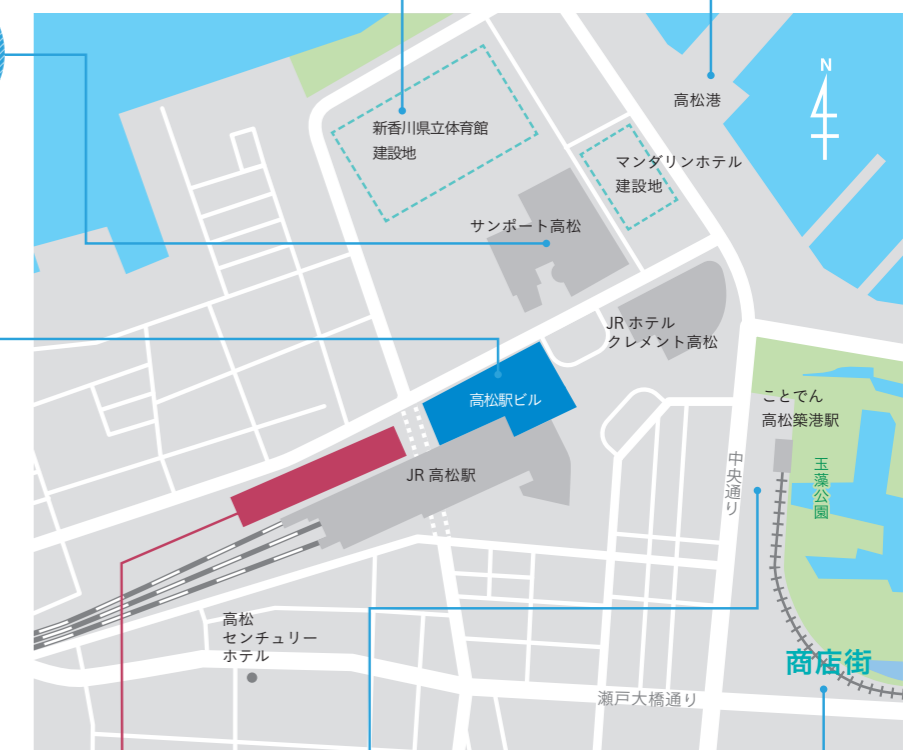 N
高松港
新香川県立体育館
建設地
マンダリンホテル
建設地
サンポート高松
JR ホテル
クレメント高松
高松駅ビル
ことでん
高松築港駅
JR 高松駅
中央通り
玉藻公園
高松
センチュリー
ホテル
商店街
瀬戸大橋通り